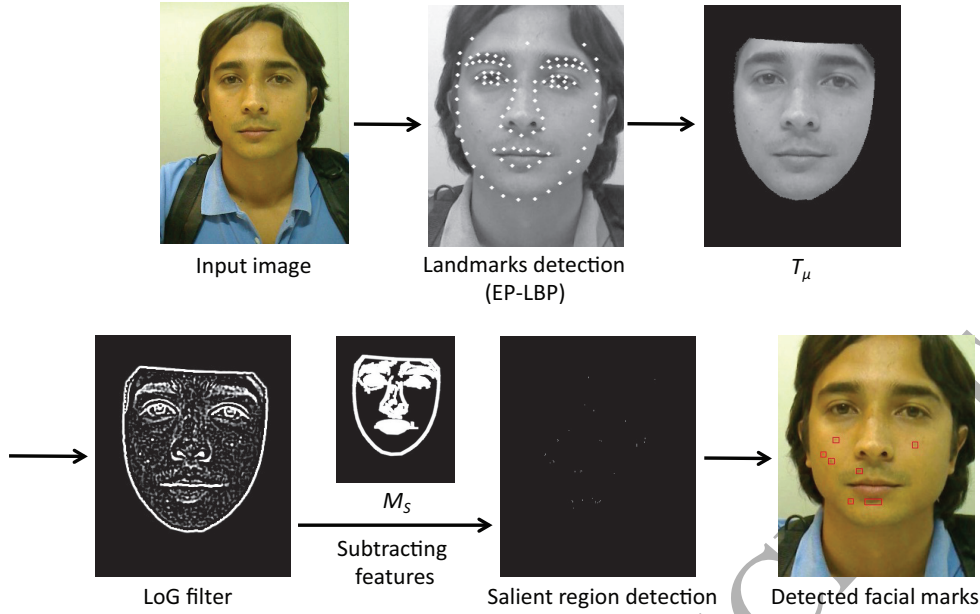 Input image
Landmarks detection
(EP-LBP)
Tμ
LoG filter
MS
Subtracting
features
Salient region detection
Detected facial marks